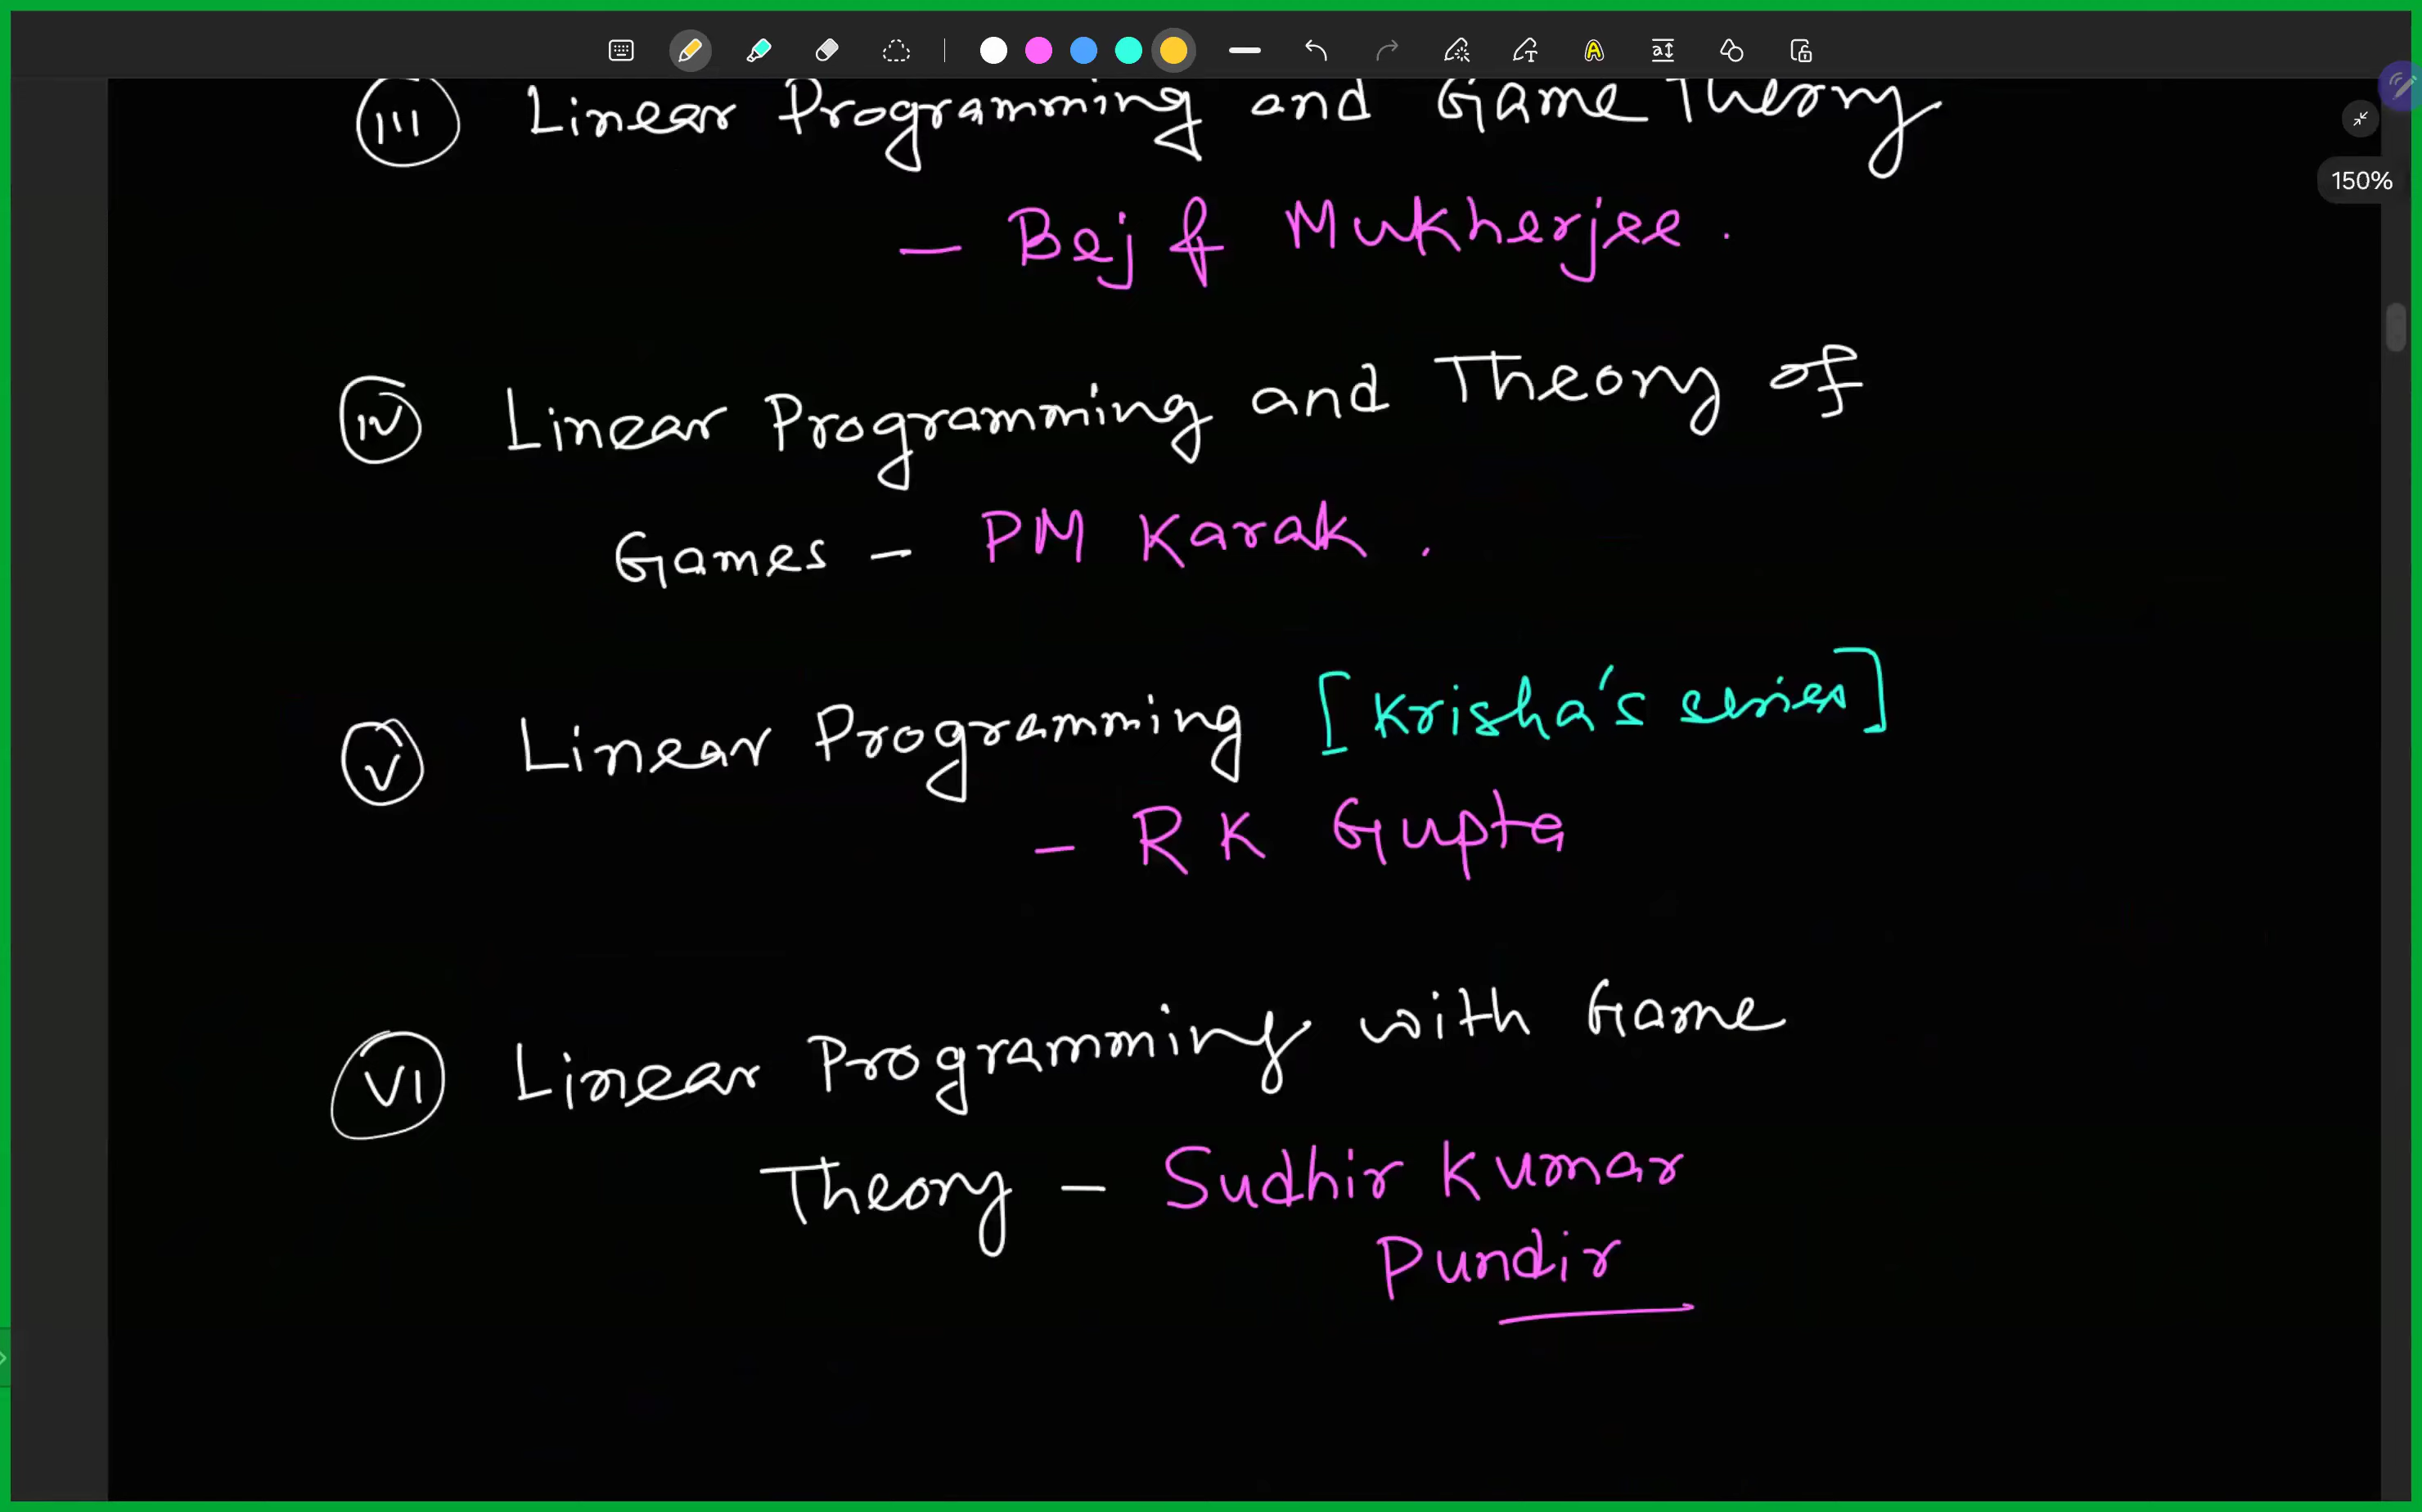 150%
III Linear Programming and Game Theory
— Bej & Mukherjee.
IV Linear Programming and Theory of
Games — PM Karak.
V Linear Programming [Krisha's series]
— R K Gupta
VI Linear Programming with Game
Theory — Sudhir Kumar
Pundir